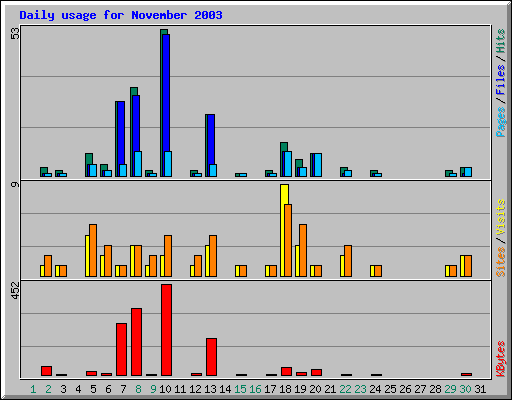 Daily usage for November 2003
53
Pages / Files / Hits
9
Sites / Visits
452
KBytes
1 2 3 4 5 6 7 8 9 10 11 12 13 14 15 16 17 18 19 20 21 22 23 24 25 26 27 28 29 30 31